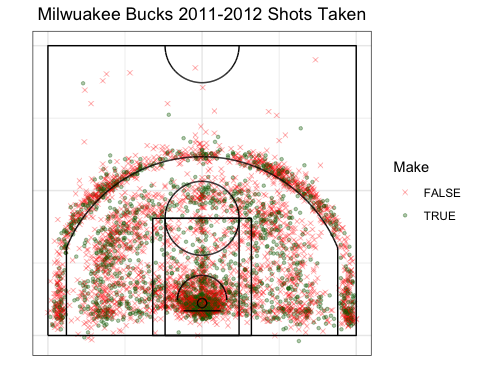 Milwuakee Bucks 2011-2012 Shots Taken
Make
FALSE
TRUE